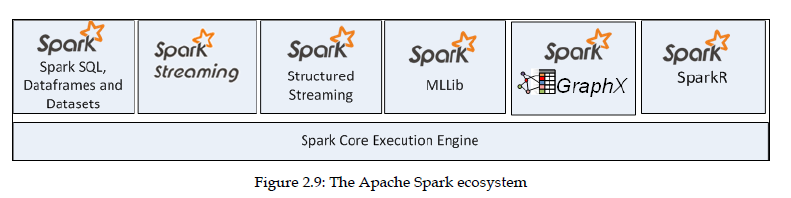 Spark
Spark SQL,
Dataframes and
Datasets
Spark
Streaming
Spark
Structured
Streaming
Spark
MLLib
Spark
GraphX
Spark
SparkR
Spark Core Execution Engine
Figure 2.9: The Apache Spark ecosystem